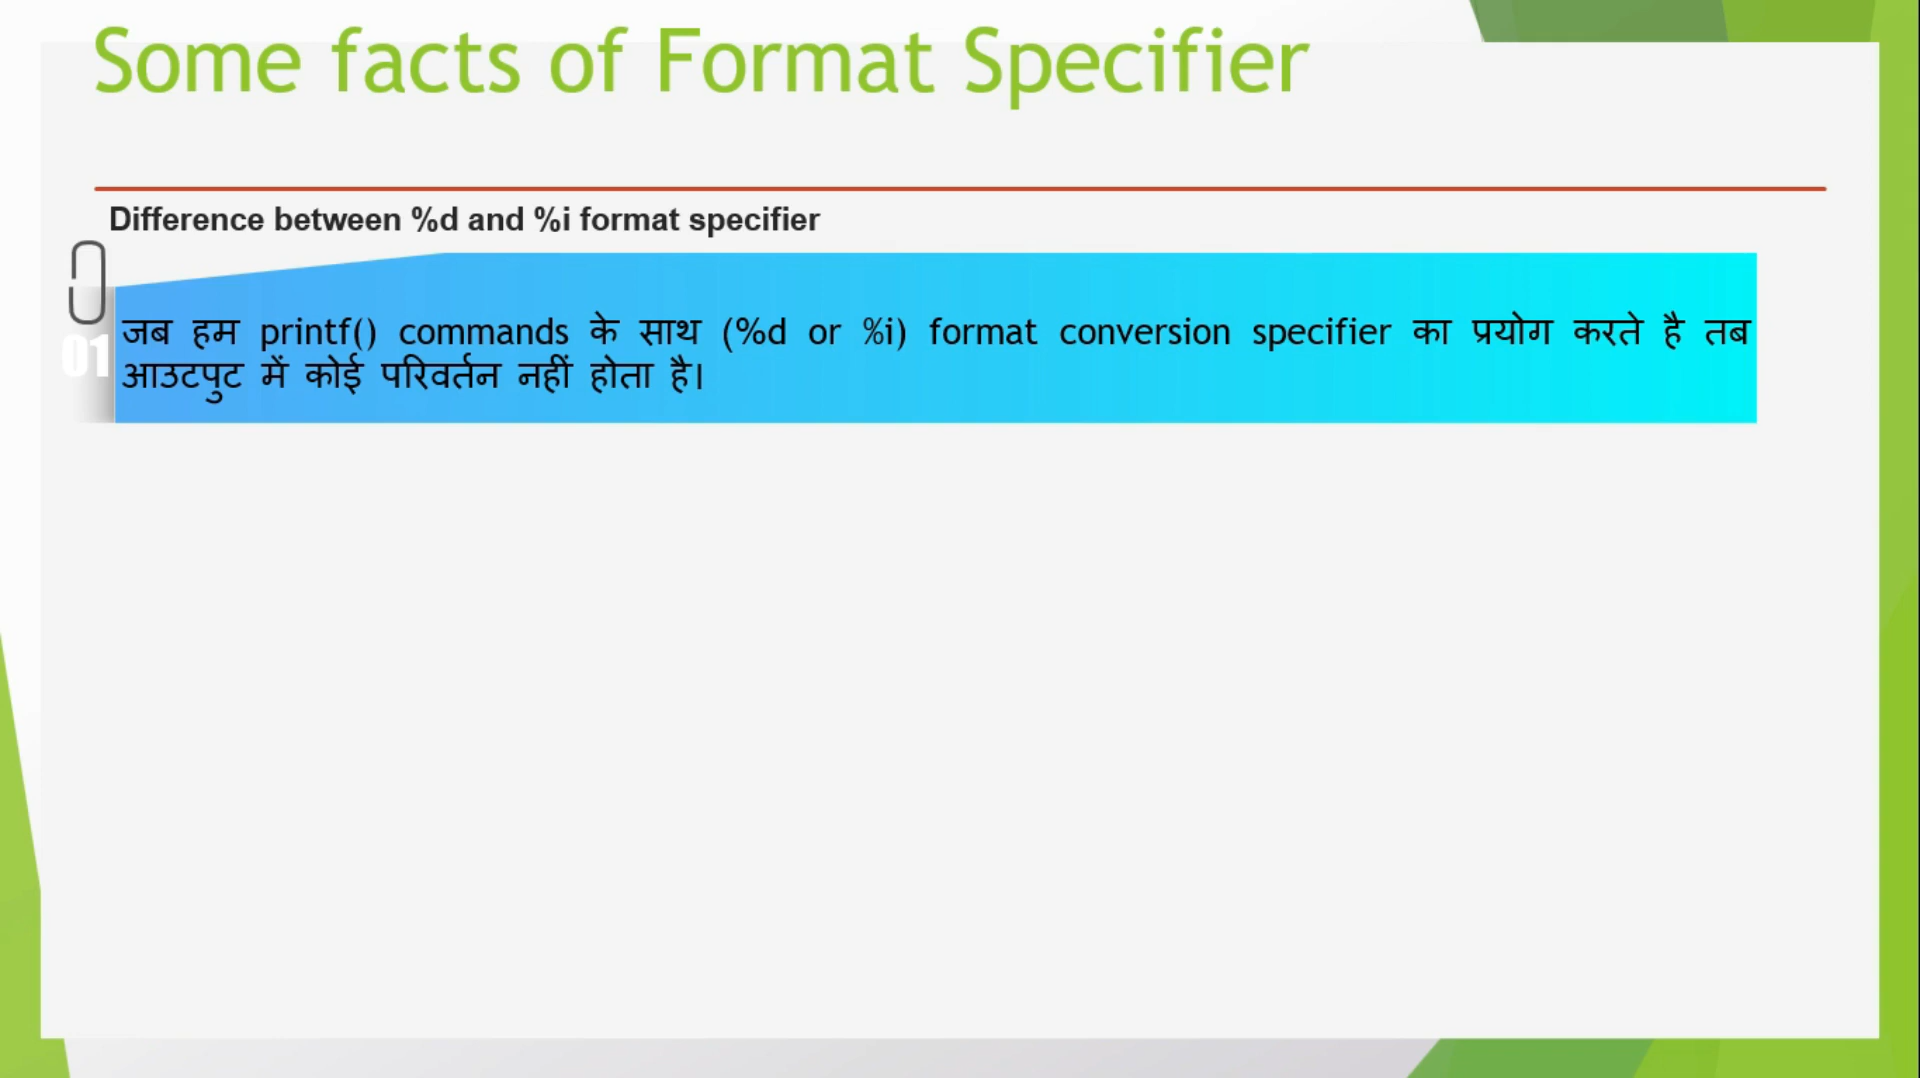 Some facts of Format Specifier
Difference between %d and %i format specifier
01
जब हम printf() commands के साथ (%d or %i) format conversion specifier का प्रयोग करते है तब
आउटपुट में कोई परिवर्तन नहीं होता है।